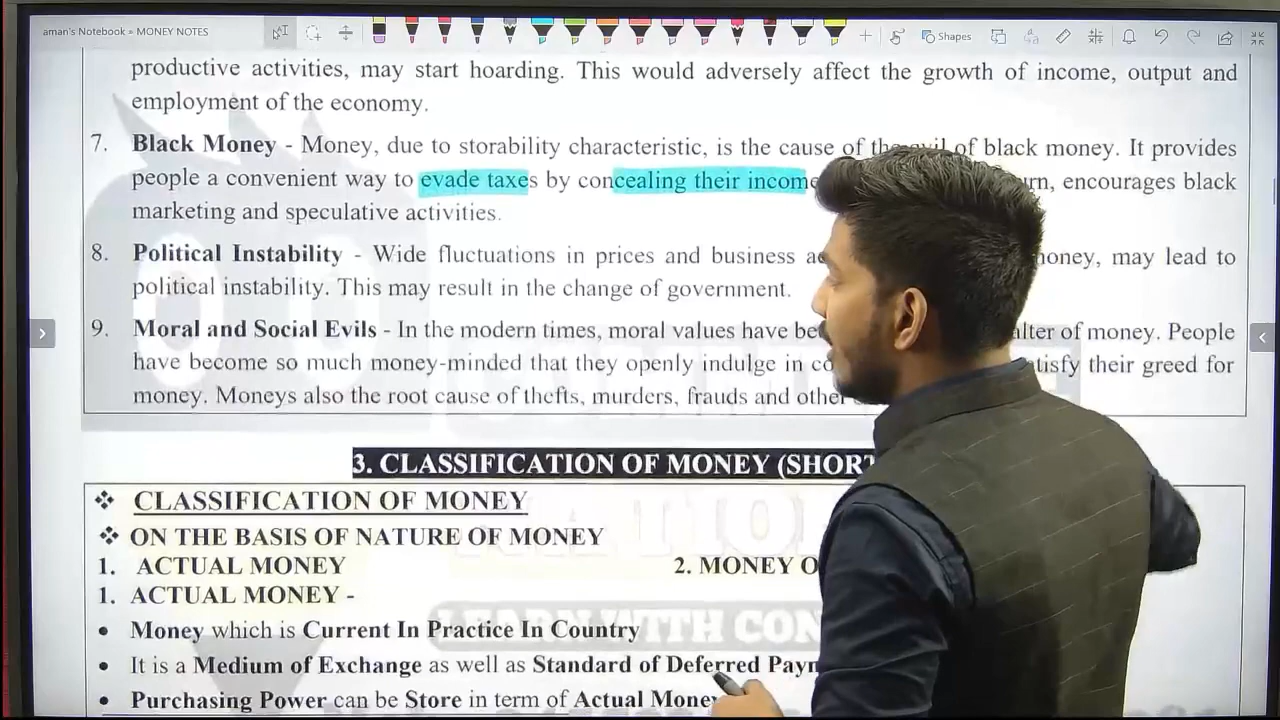 aman's Notebook » MONEY NOTES
Shapes
productive activities, may start hoarding. This would adversely affect the growth of income, output and
employment of the economy.
7. Black Money - Money, due to storability characteristic, is the cause of the evil of black money. It provides
people a convenient way to evade taxes by concealing their income encourages black
marketing and speculative activities.
8. Political Instability - Wide fluctuations in prices and business money, may lead to
political instability. This may result in the change of government.
9. Moral and Social Evils - In the modern times, moral values have alter of money. People
have become so much money-minded that they openly indulge in their greed for
money. Moneys also the root cause of thefts, murders, frauds and other
3. CLASSIFICATION OF MONEY (SHORT
❖ CLASSIFICATION OF MONEY
❖ ON THE BASIS OF NATURE OF MONEY
1. ACTUAL MONEY 2. MONEY O
1. ACTUAL MONEY -
• Money which is Current In Practice In Country
• It is a Medium of Exchange as well as Standard of Deferred
• Purchasing Power can be Store in term of Actual Money
LEARN WITH